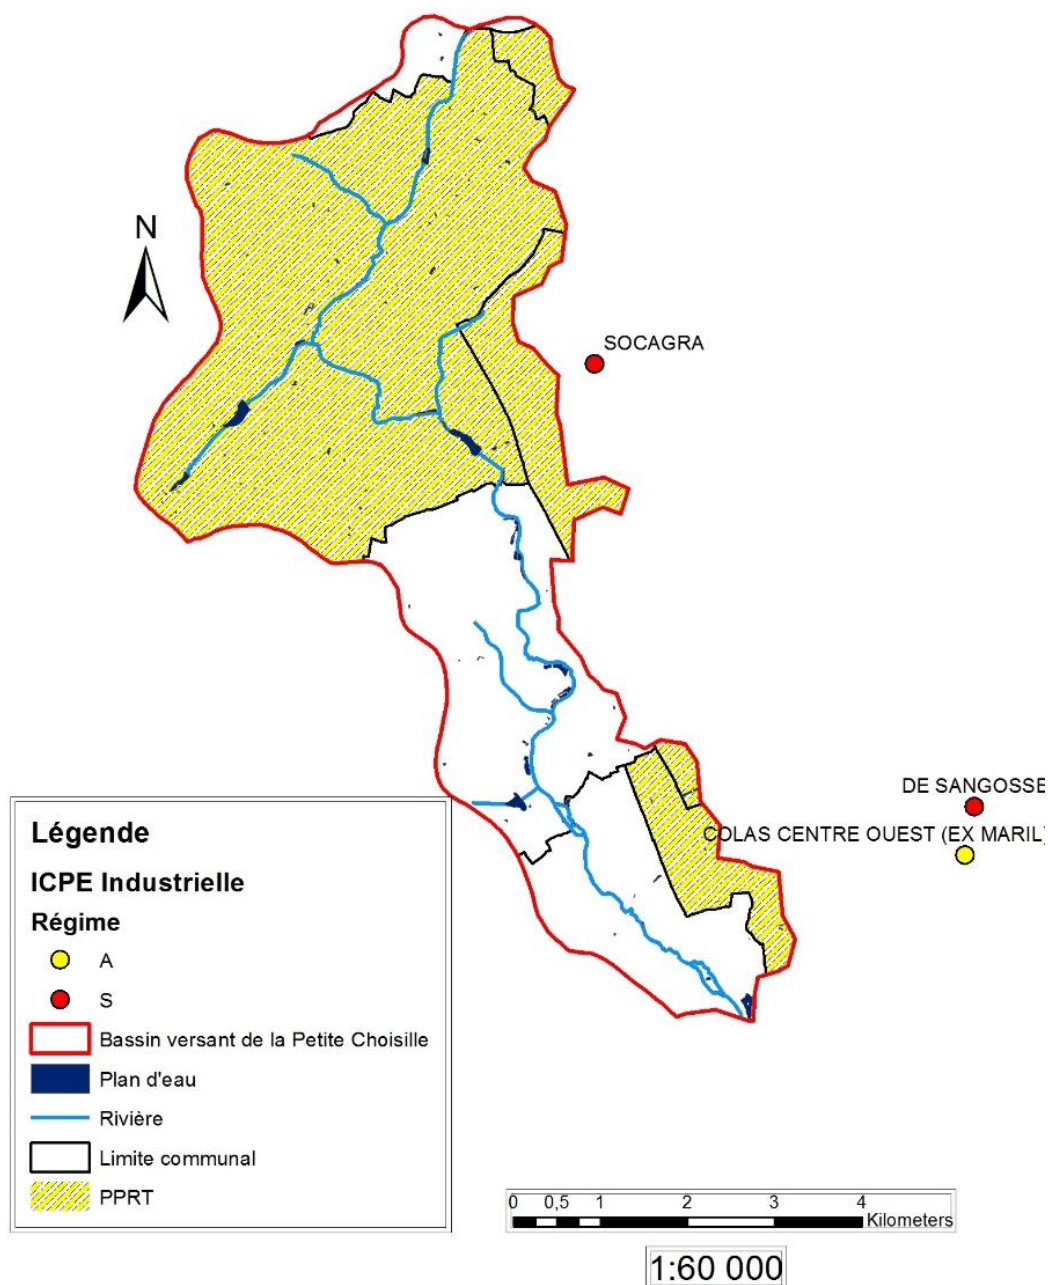 N
SOCAGRA
DE SANGOSSE
COLAS CENTRE OUEST (EX MARIL)
Légende
ICPE Industrielle
Régime
A
S
Bassin versant de la Petite Choisille
Plan d'eau
Rivière
Limite communal
PPRT
0 0,5 1 2 3 4
Kilometers
1:60 000